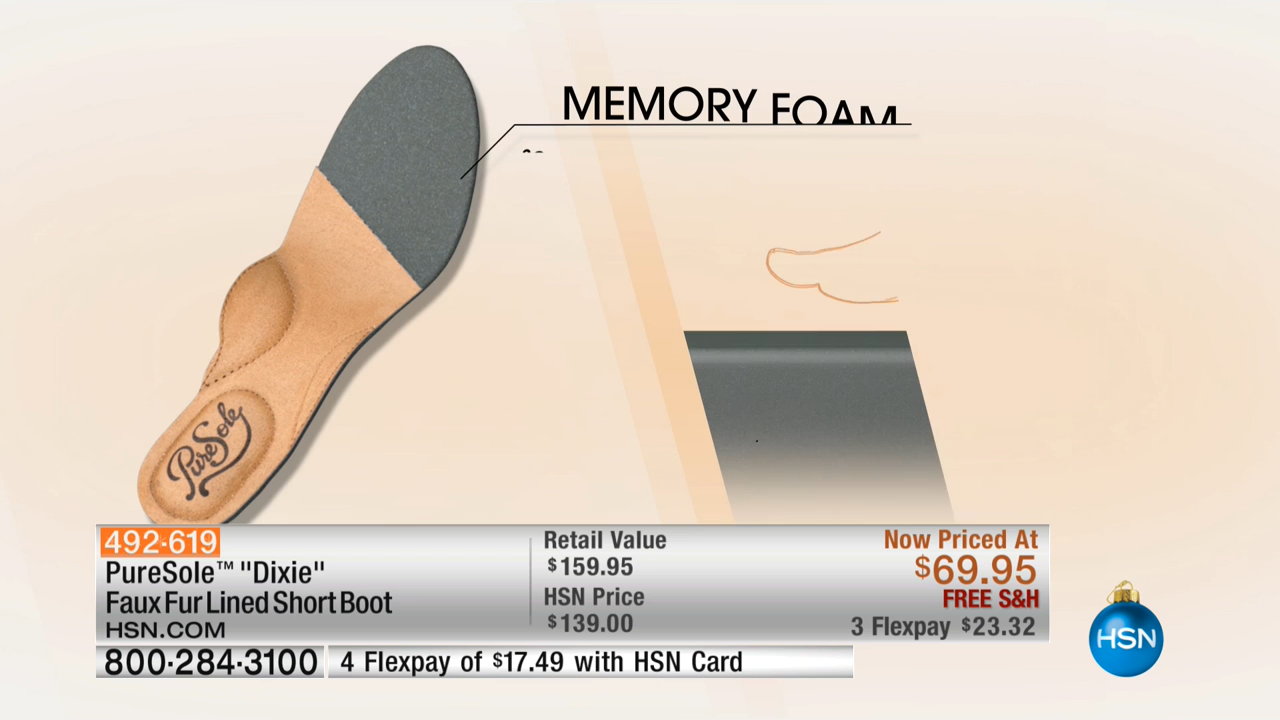 MEMORY FOAM
PureSole
492-619
PureSole™ "Dixie"
Faux Fur Lined Short Boot
HSN.COM
Retail Value
$159.95
HSN Price
$139.00
Now Priced At
$69.95
FREE S&H
3 Flexpay $23.32
800·284·3100
4 Flexpay of $17.49 with HSN Card
HSN